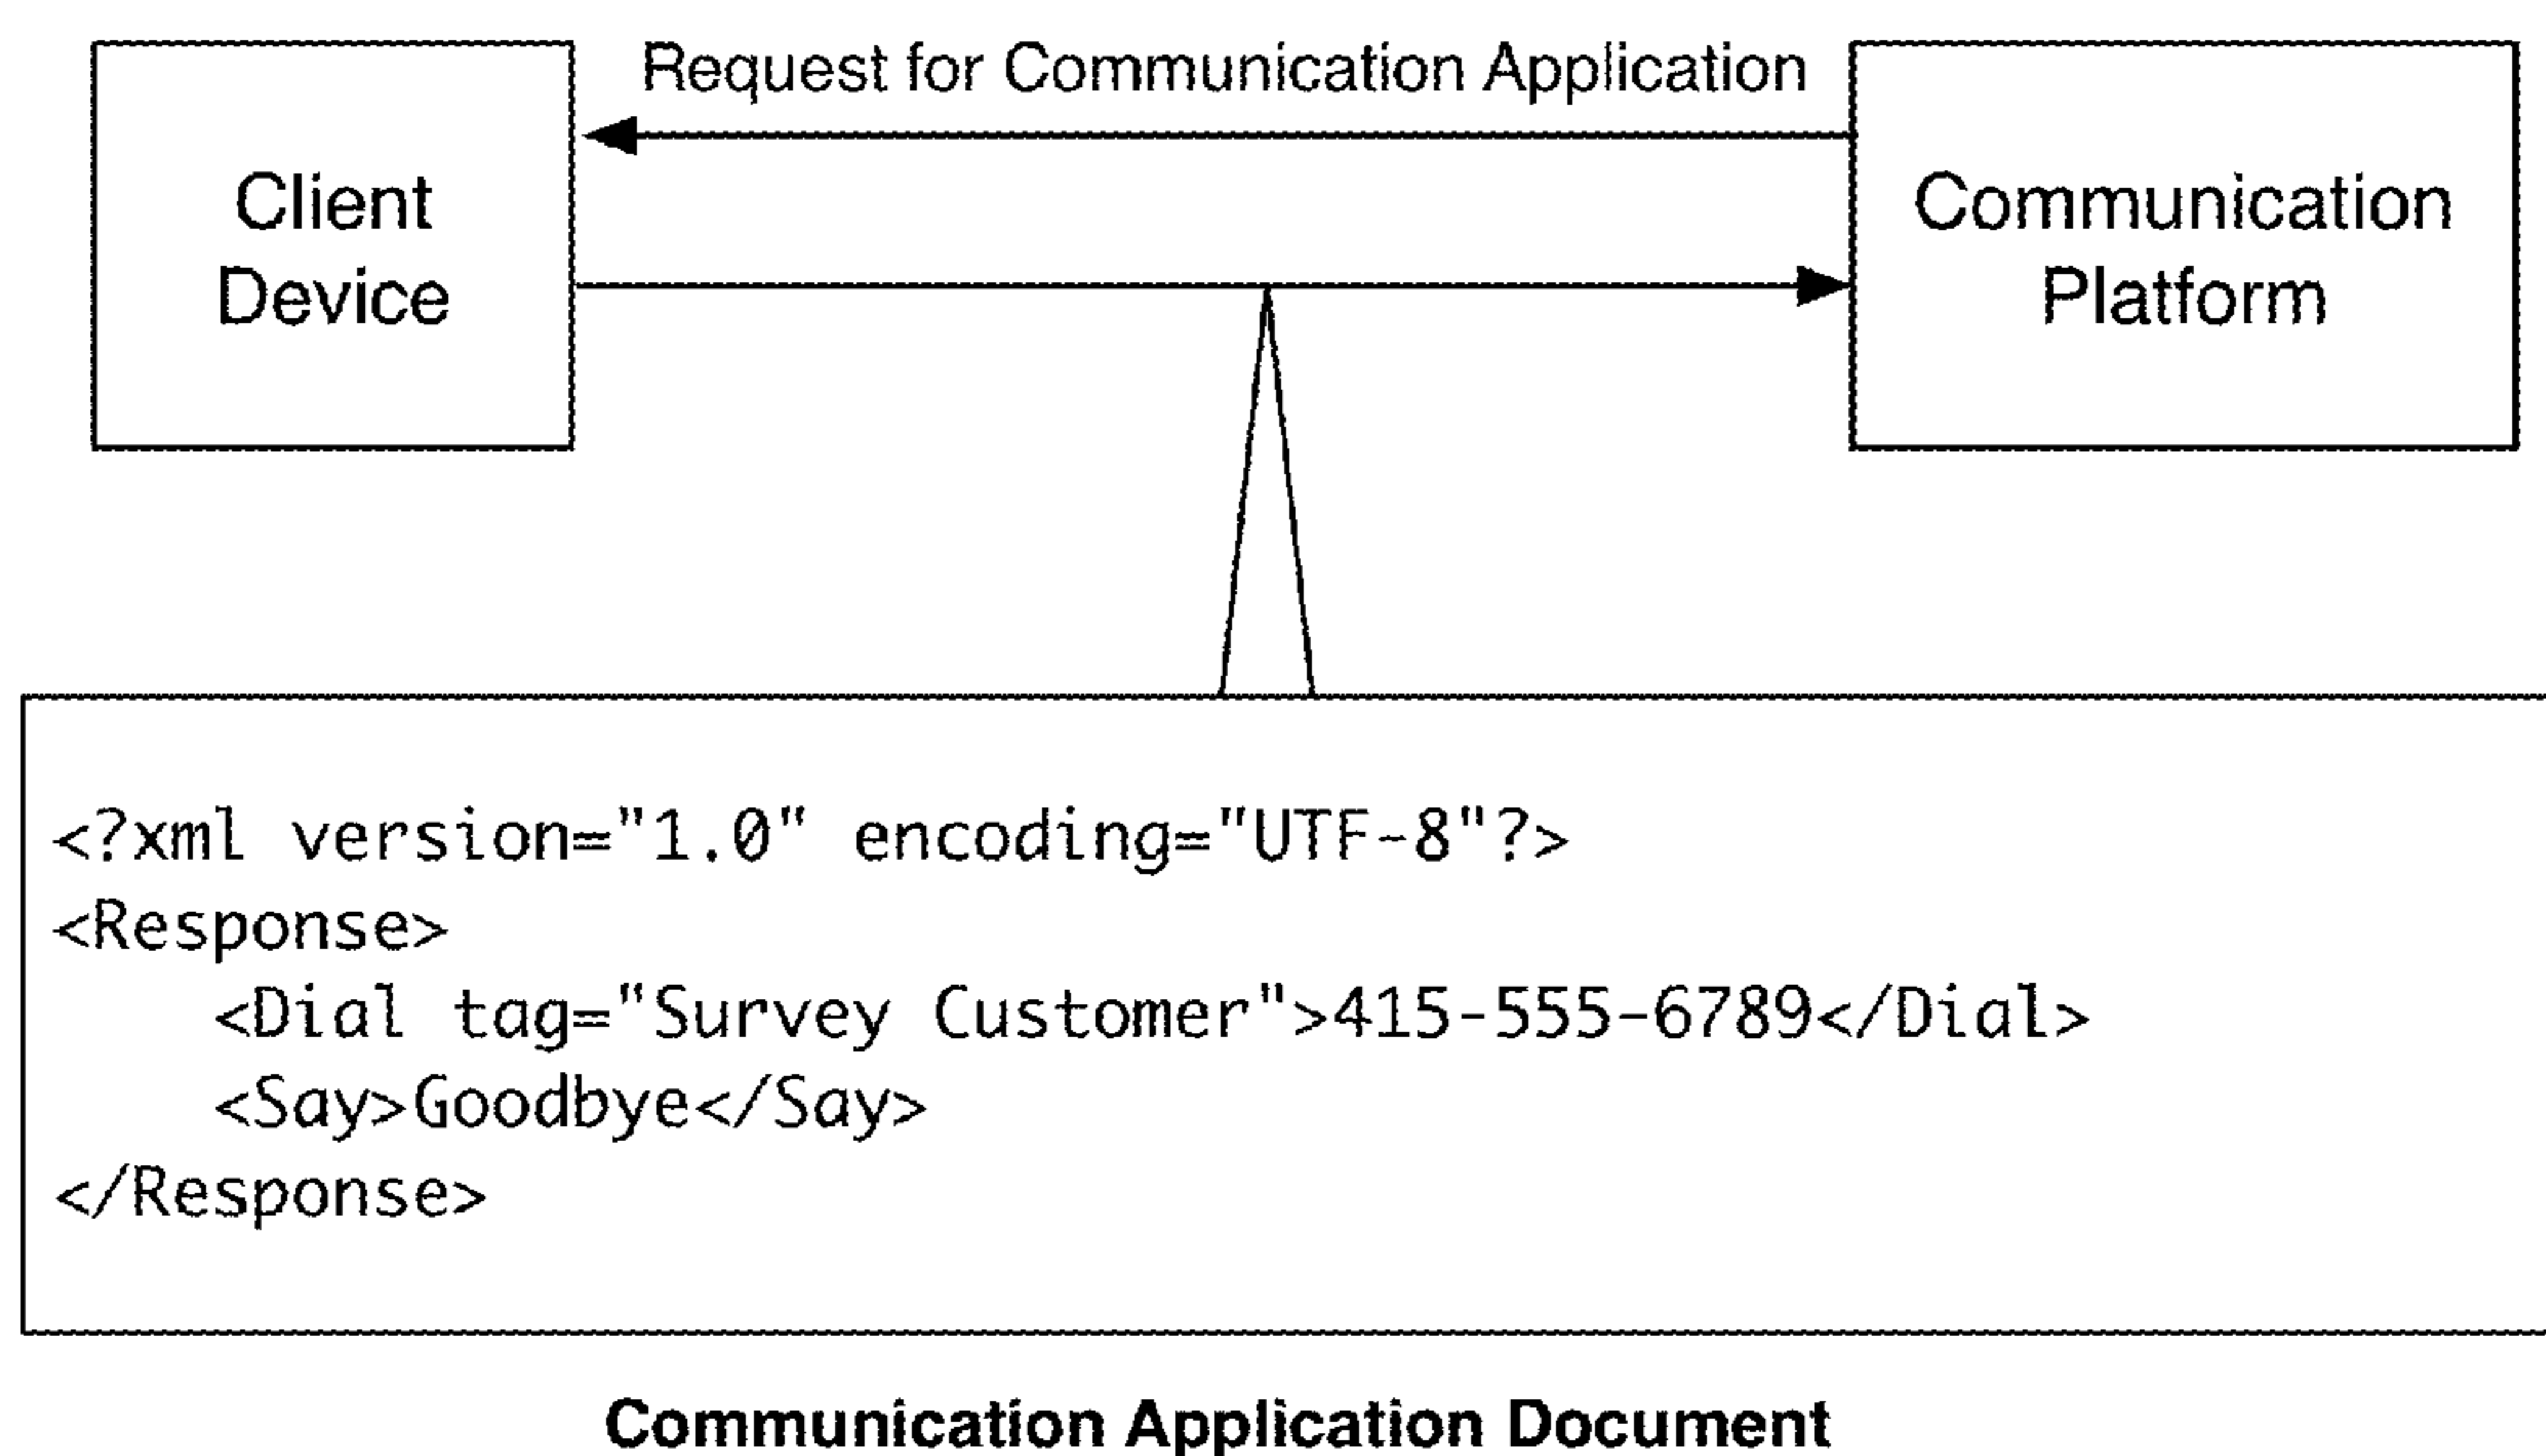 Request for Communication Application
Client
Device
Communication
Platform
<?xml version="1.0" encoding="UTF-8"?>
<Response>
<Dial tag="Survey Customer">415-555-6789</Dial>
<Say>Goodbye</Say>
</Response>
Communication Application Document